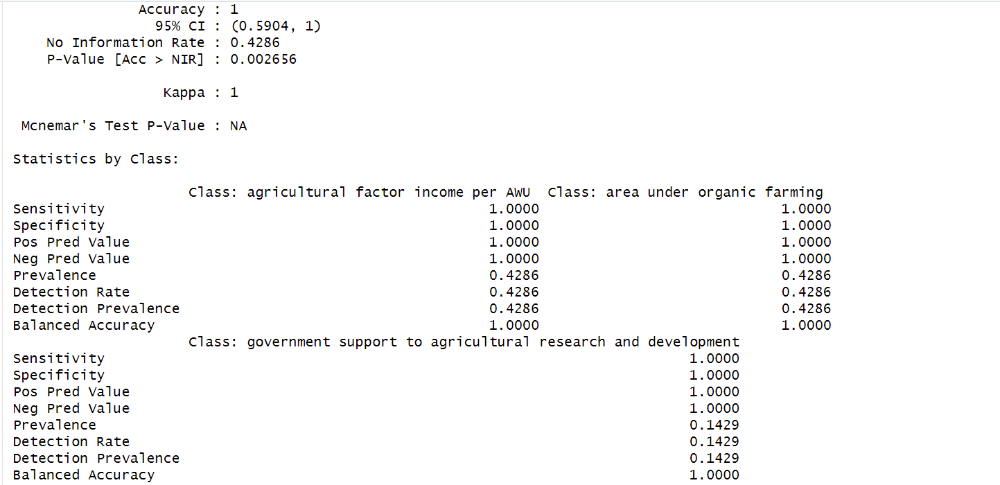 Accuracy : 1
95% CI : (0.5904, 1)
No Information Rate : 0.4286
P-Value [Acc > NIR] : 0.002656
Kappa : 1
Mcnemar's Test P-Value : NA
Statistics by Class:
Class: agricultural factor income per AWU Class: area under organic farming
Sensitivity 1.0000 1.0000
Specificity 1.0000 1.0000
Pos Pred Value 1.0000 1.0000
Neg Pred Value 1.0000 1.0000
Prevalence 0.4286 0.4286
Detection Rate 0.4286 0.4286
Detection Prevalence 0.4286 0.4286
Balanced Accuracy 1.0000 1.0000
Class: government support to agricultural research and development
Sensitivity 1.0000
Specificity 1.0000
Pos Pred Value 1.0000
Neg Pred Value 1.0000
Prevalence 0.1429
Detection Rate 0.1429
Detection Prevalence 0.1429
Balanced Accuracy 1.0000